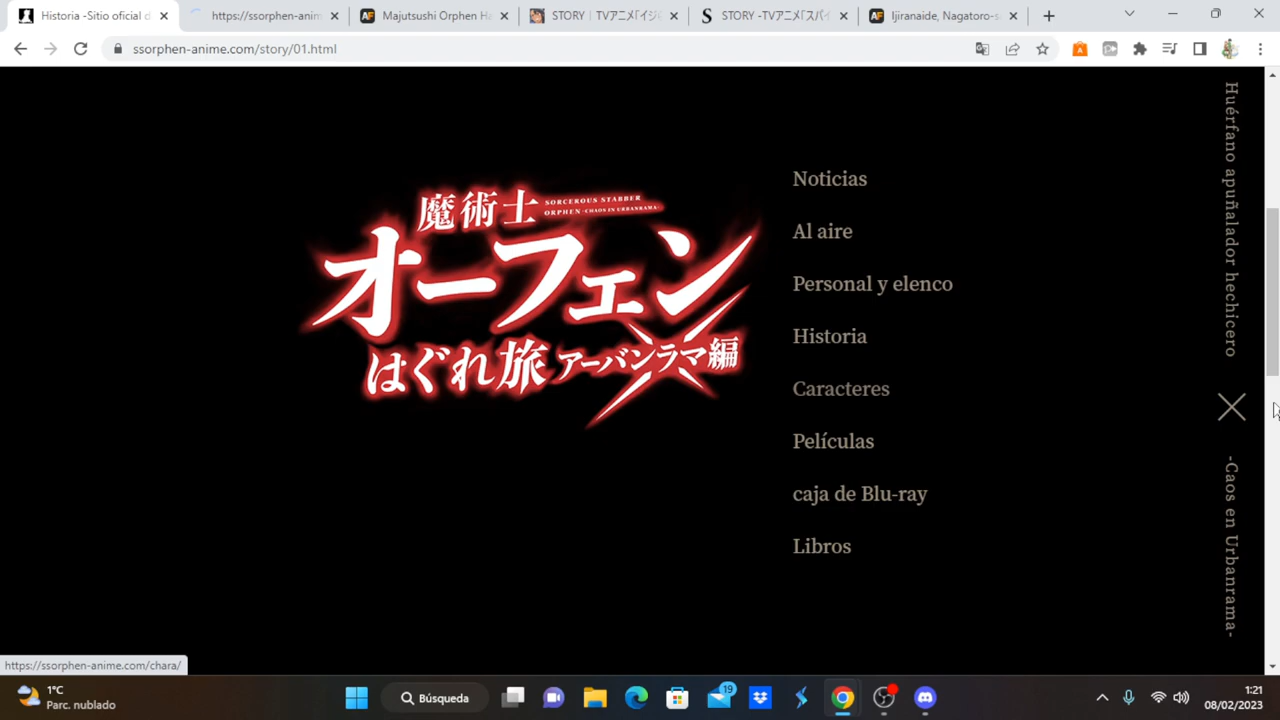 Historia -Sitio oficial d
https://ssorphen-anime
Majutsushi Orphen Ha
STORY | TVアニメ「イジ
STORY -TVアニメ「スパイ
Ijiranaide, Nagatoro-s
ssorphen-anime.com/story/01.html
魔術士
SORCEROUS STABBER
ORPHEN -CHAOS IN URBANRAMA-
オーフェン
はぐれ旅 アーバンラマ編
Noticias
Al aire
Personal y elenco
Historia
Caracteres
Películas
caja de Blu-ray
Libros
Huérfano apuñalador hechicero
-Caos en Urbanrama-
https://ssorphen-anime.com/chara/
1°C
Parc. nublado
Búsqueda
19
1:21
08/02/2023